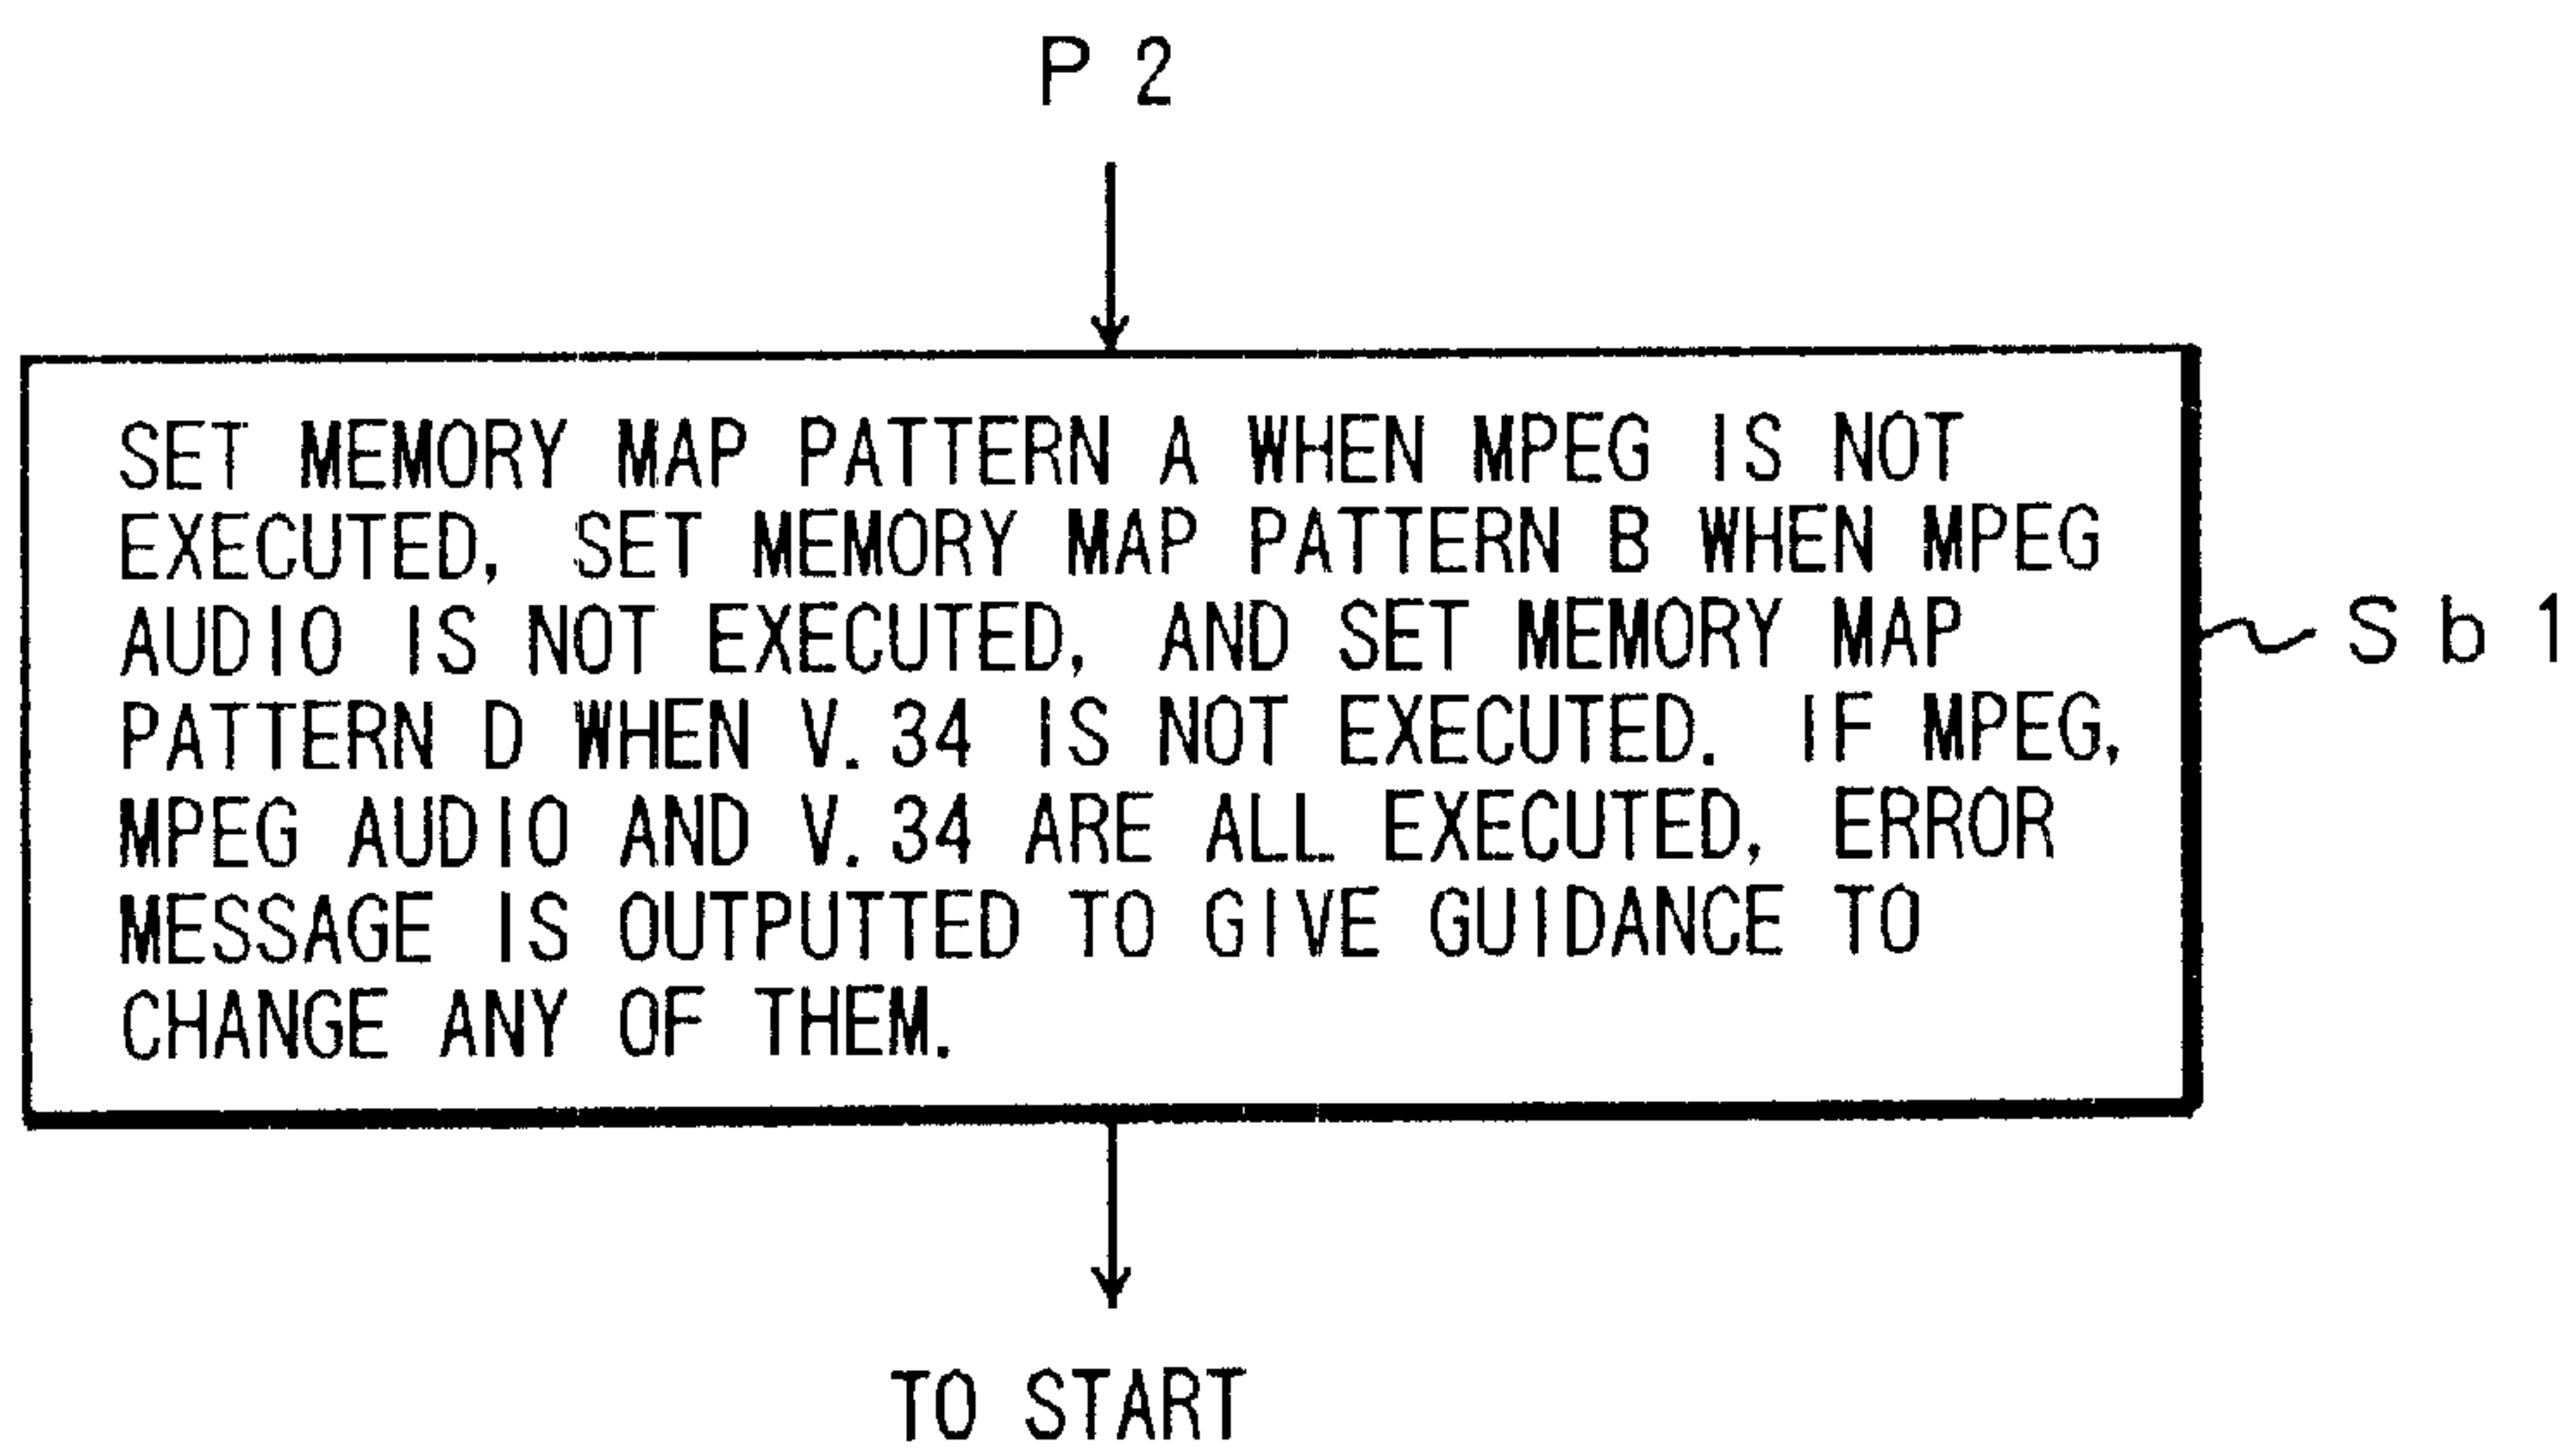 P 2
SET MEMORY MAP PATTERN A WHEN MPEG IS NOT
EXECUTED, SET MEMORY MAP PATTERN B WHEN MPEG
AUDIO IS NOT EXECUTED, AND SET MEMORY MAP
PATTERN D WHEN V.34 IS NOT EXECUTED. IF MPEG,
MPEG AUDIO AND V.34 ARE ALL EXECUTED, ERROR
MESSAGE IS OUTPUTTED TO GIVE GUIDANCE TO
CHANGE ANY OF THEM.
S b 1
TO START